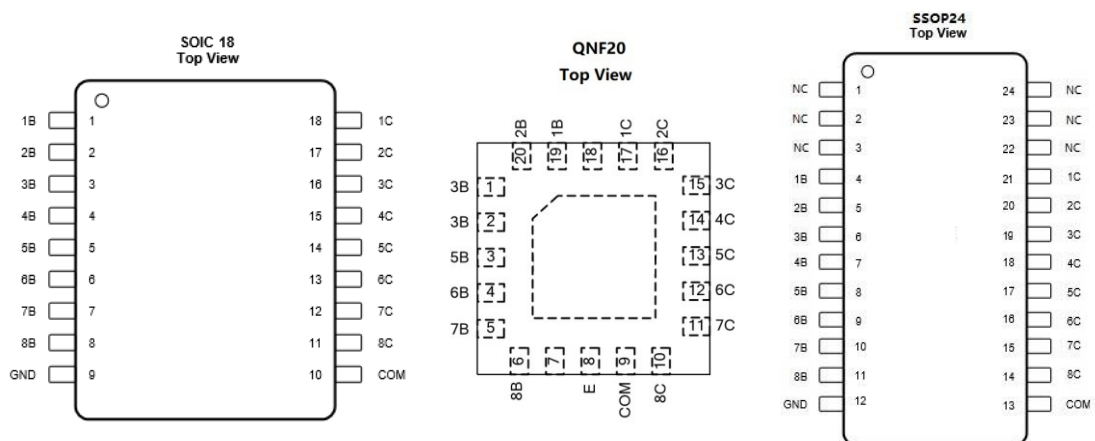 SOIC 18
Top View
1B 1 18 1C
2B 2 17 2C
3B 3 16 3C
4B 4 15 4C
5B 5 14 5C
6B 6 13 6C
7B 7 12 7C
8B 8 11 8C
GND 9 10 COM
QNF20
Top View
2B 1B 1C 2C
20 19 18 17 16
3B 1 15 3C
3B 2 14 4C
5B 3 13 5C
6B 4 12 6C
7B 5 11 7C
6 7 8 9 10
8B E COM 8C
SSOP24
Top View
NC 1 24 NC
NC 2 23 NC
NC 3 22 NC
1B 4 21 1C
2B 5 20 2C
3B 6 19 3C
4B 7 18 4C
5B 8 17 5C
6B 9 16 6C
7B 10 15 7C
8B 11 14 8C
GND 12 13 COM